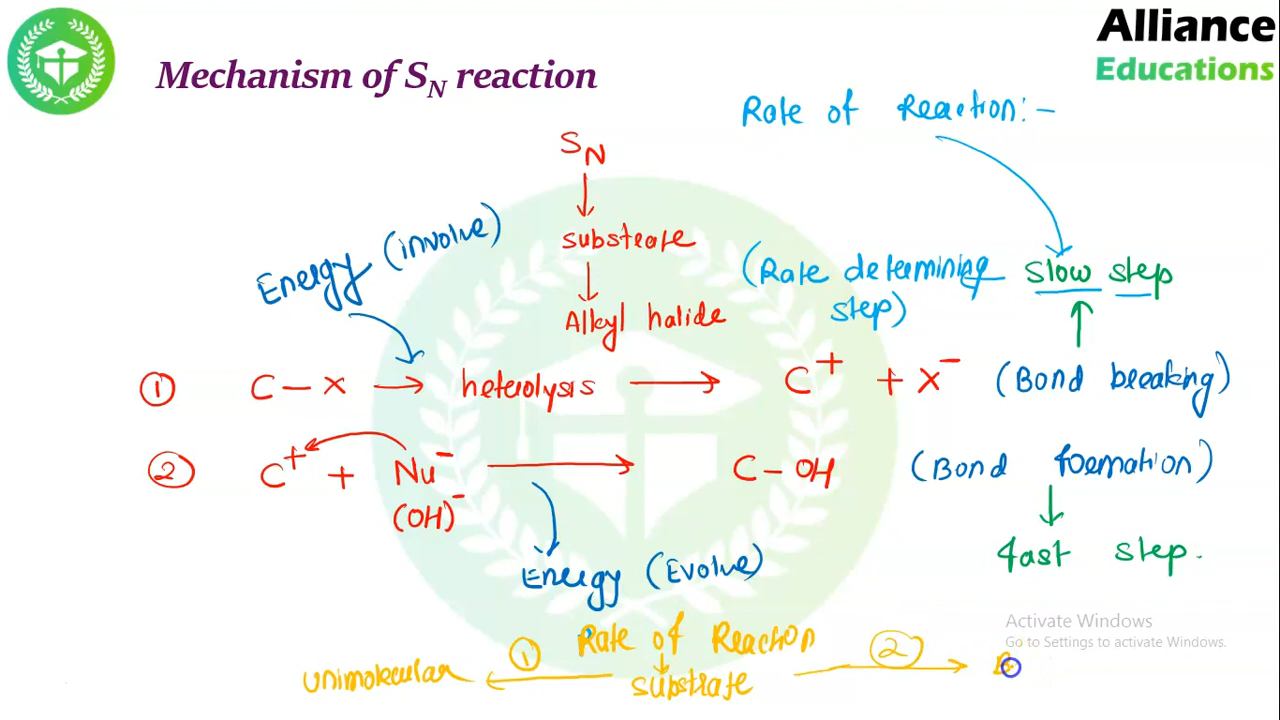 Alliance
Educations
Mechanism of SN reaction
Rate of Reaction:-
SN
substrate
Alkyl halide
Energy (involve)
(Rate determining step)
slow step
① C - X → heterolysis → C+ + X- (Bond breaking)
② C+ + Nu- → C - OH (Bond formation)
(OH)-
fast step.
Energy (Evolve)
Activate Windows
Go to Settings to activate Windows.
Rate of Reaction
unimolecular ① substrate ②